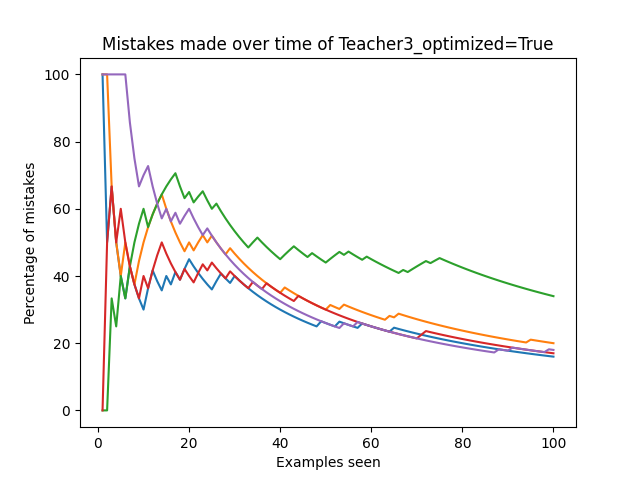 Mistakes made over time of Teacher3_optimized=True
100
80
60
40
20
0
Percentage of mistakes
0 20 40 60 80 100
Examples seen